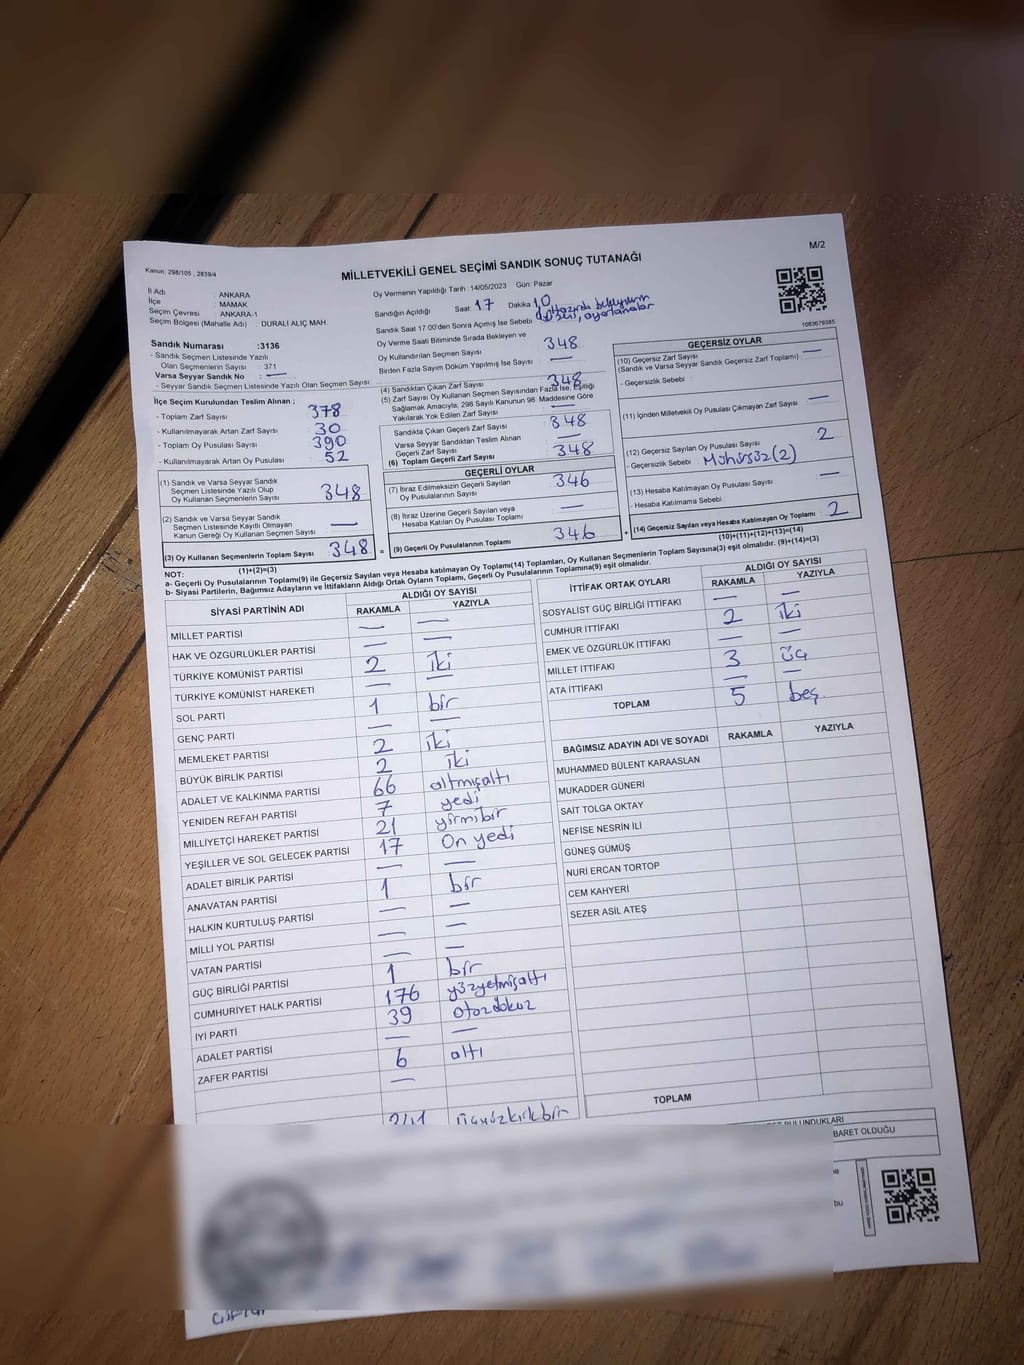 M/2
Kanun: 298/105 , 2839/4
MİLLETVEKİLİ GENEL SEÇİMİ SANDIK SONUÇ TUTANAĞI
İl Adı : ANKARA
İlçe : MAMAK
Seçim Çevresi : ANKARA-1
Seçim Bölgesi (Mahalle Adı) : DURALİ ALIÇ MAH.
Sandık Numarası :3136
- Sandık Seçmen Listesinde Yazılı
Olan Seçmenlerin Sayısı : 371
Varsa Seyyar Sandık No : —
- Seyyar Sandık Seçmen Listesinde Yazılı Olan Seçmen Sayısı:
İlçe Seçim Kurulundan Teslim Alınan ;
- Toplam Zarf Sayısı 378
- Kullanılmayarak Artan Zarf Sayısı 30
- Toplam Oy Pusulası Sayısı 390
- Kullanılmayarak Artan Oy Pusulası 52
(1) Sandık ve Varsa Seyyar Sandık
Seçmen Listesinde Yazılı Olup
Oy Kullanan Seçmenlerin Sayısı 348
(2) Sandık ve Varsa Seyyar Sandık
Seçmen Listesinde Kayıtlı Olmayan
Kanun Gereği Oy Kullanan Seçmen Sayısı —
(3) Oy Kullanan Seçmenlerin Toplam Sayısı 348
(1)+(2)=(3)
Oy Vermenin Yapıldığı Tarih :14/05/2023 Gün: Pazar
Sandığın Açıldığı Saat: 17 Dakika 10
Sandık Saat 17:00'den Sonra Açılmış İse Sebebi :
Oy Verme Saati Bitiminde Sırada Bekleyen ve
Oy Kullandırılan Seçmen Sayısı 348
Birden Fazla Sayım Döküm Yapılmış İse Sayısı —
(4) Sandıktan Çıkan Zarf Sayısı 348
(5) Zarf Sayısı Oy Kullanan Seçmen Sayısından Fazla İse, Eşitliği
Sağlamak Amacıyla, 298 Sayılı Kanunun 98. Maddesine Göre
Yakılarak Yok Edilen Zarf Sayısı —
Sandıkta Çıkan Geçerli Zarf Sayısı 348
Varsa Seyyar Sandıktan Teslim Alınan
Geçerli Zarf Sayısı —
(6) Toplam Geçerli Zarf Sayısı 348
GEÇERLİ OYLAR
(7) İtiraz Edilmeksizin Geçerli Sayılan
Oy Pusulalarının Sayısı 346
(8) İtiraz Üzerine Geçerli Sayılan veya
Hesaba Katılan Oy Pusulası Toplamı —
= (9) Geçerli Oy Pusulalarının Toplamı 346
1083679385
GEÇERSİZ OYLAR
(10) Geçersiz Zarf Sayısı —
(Sandık ve Varsa Seyyar Sandık Geçersiz Zarf Toplamı)
- Geçersizlik Sebebi :
(11) İçinden Milletvekili Oy Pusulası Çıkmayan Zarf Sayısı —
(12) Geçersiz Sayılan Oy Pusulası Sayısı 2
- Geçersizlik Sebebi : Mühürsüz(2)
(13) Hesaba Katılmayan Oy Pusulası Sayısı —
- Hesaba Katılmama Sebebi :
+ (14) Geçersiz Sayılan veya Hesaba Katılmayan Oy Toplamı 2
(10)+(11)+(12)+(13)=(14)
NOT:
a- Geçerli Oy Pusulalarının Toplamı(9) ile Geçersiz Sayılan veya Hesaba katılmayan Oy Toplamı(14) Toplamları, Oy Kullanan Seçmenlerin Toplam Sayısına(3) eşit olmalıdır. (9)+(14)=(3)
b- Siyasi Partilerin, Bağımsız Adayların ve İttifakların Aldığı Ortak Oyların Toplamı, Geçerli Oy Pusulalarının Toplamına(9) eşit olmalıdır.
SİYASİ PARTİNİN ADI ALDIĞI OY SAYISI
RAKAMLA YAZIYLA
MİLLET PARTİSİ — —
HAK VE ÖZGÜRLÜKLER PARTİSİ — —
TÜRKİYE KOMÜNİST PARTİSİ 2 iki
TÜRKİYE KOMÜNİST HAREKETİ — —
SOL PARTİ 1 bir
GENÇ PARTİ — —
MEMLEKET PARTİSİ 2 iki
BÜYÜK BİRLİK PARTİSİ 2 iki
ADALET VE KALKINMA PARTİSİ 66 altmışaltı
YENİDEN REFAH PARTİSİ 7 yedi
MİLLİYETÇİ HAREKET PARTİSİ 21 yirmibir
YEŞİLLER VE SOL GELECEK PARTİSİ 17 On yedi
ADALET BİRLİK PARTİSİ — —
ANAVATAN PARTİSİ 1 bir
HALKIN KURTULUŞ PARTİSİ — —
MİLLİ YOL PARTİSİ — —
VATAN PARTİSİ 1 bir
GÜÇ BİRLİĞİ PARTİSİ
CUMHURİYET HALK PARTİSİ 176 yüzyetmişaltı
İYİ PARTİ 39 otuzdokuz
ADALET PARTİSİ — —
ZAFER PARTİSİ 6 altı
—
341 üçyüzkırkbir
İTTİFAK ORTAK OYLARI ALDIĞI OY SAYISI
RAKAMLA YAZIYLA
SOSYALİST GÜÇ BİRLİĞİ İTTİFAKI — —
CUMHUR İTTİFAKI 2 iki
EMEK VE ÖZGÜRLÜK İTTİFAKI — —
MİLLET İTTİFAKI 3 üç
ATA İTTİFAKI — —
TOPLAM 5 beş
BAĞIMSIZ ADAYIN ADI VE SOYADI RAKAMLA YAZIYLA
MUHAMMED BÜLENT KARAASLAN
MUKADDER GÜNERİ
SAİT TOLGA OKTAY
NEFİSE NESRİN İLİ
GÜNEŞ GÜMÜŞ
NURİ ERCAN TORTOP
CEM KAHYERİ
SEZER ASİL ATEŞ
TOPLAM
BULUNDUKLARI
BARET OLDUĞU
bu